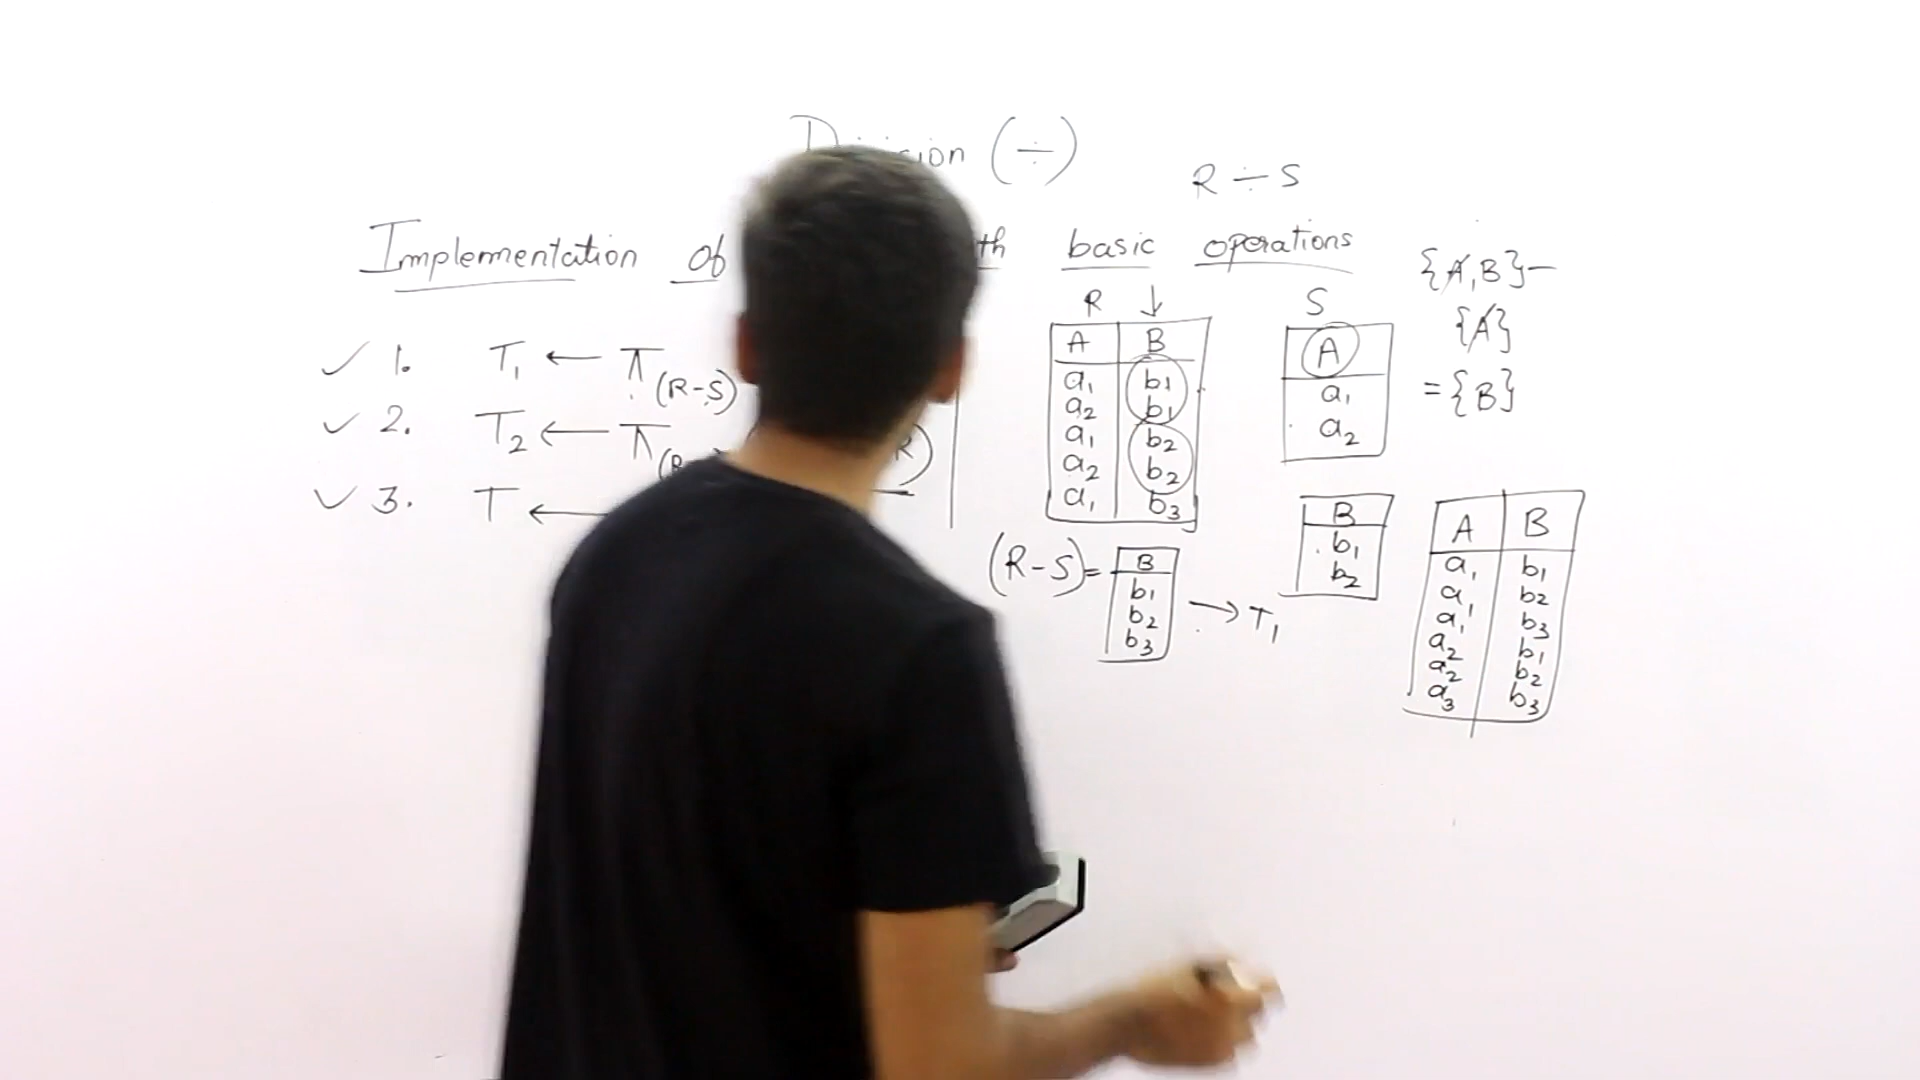 ion (÷)
R ÷ S
Implementation of th basic operations
{A,B}-
{A}
={B}
✓ 1. T₁ ← π(R-S)
✓ 2. T₂ ← π(R R)
✓ 3. T ←
R ↓
A B
a₁ b₁
a₂ b₁
a₁ b₂
a₂ b₂
a₁ b₃
S
A
a₁
a₂
(R-S)=
B
b₁
b₂
b₃
→ T₁
B
b₁
b₂
A B
a₁ b₁
a₁ b₂
a₁ b₃
a₂ b₁
a₂ b₂
a₃ b₃